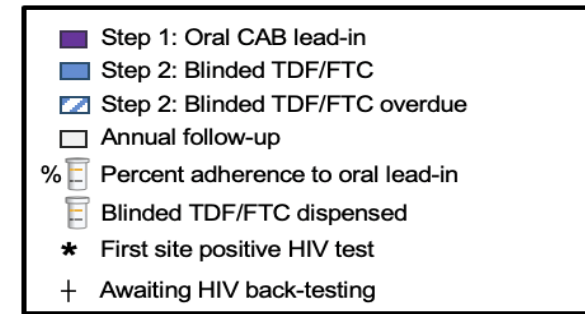 Step 1: Oral CAB lead-in
Step 2: Blinded TDF/FTC
Step 2: Blinded TDF/FTC overdue
Annual follow-up
% Percent adherence to oral lead-in
Blinded TDF/FTC dispensed
* First site positive HIV test
+ Awaiting HIV back-testing